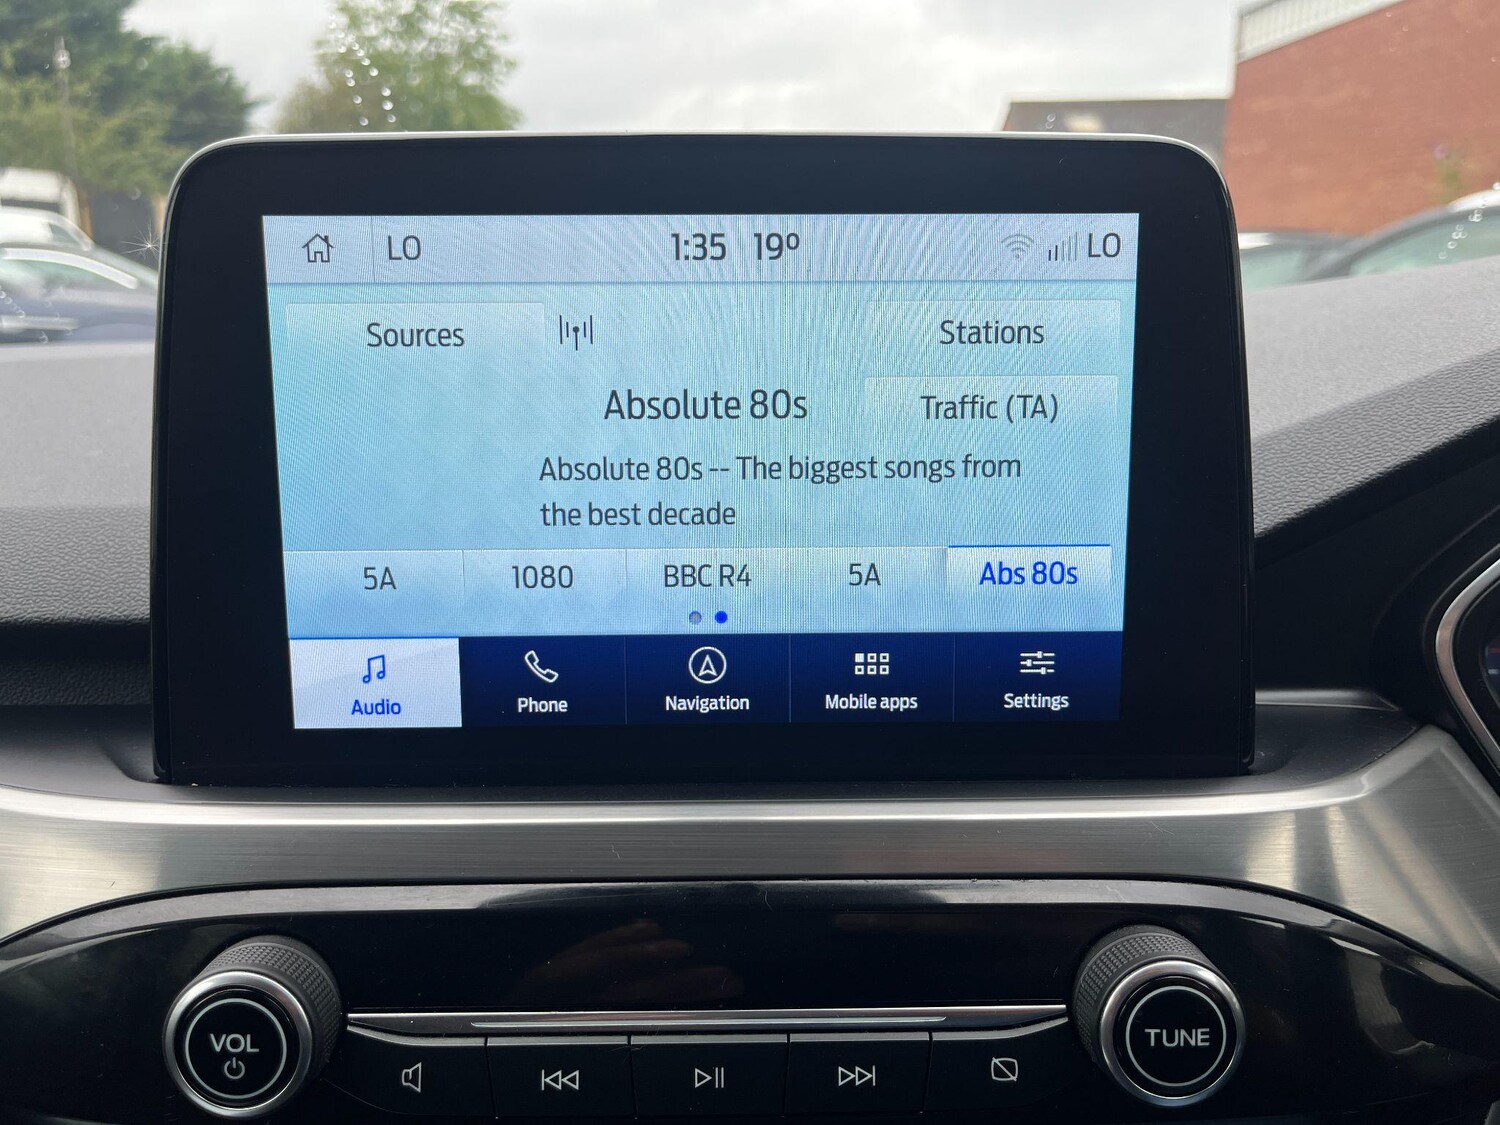 LO 1:35 19º LO
Sources Stations
Absolute 80s Traffic (TA)
Absolute 80s -- The biggest songs from
the best decade
5A 1080 BBC R4 5A Abs 80s
Audio Phone Navigation Mobile apps Settings
VOL TUNE